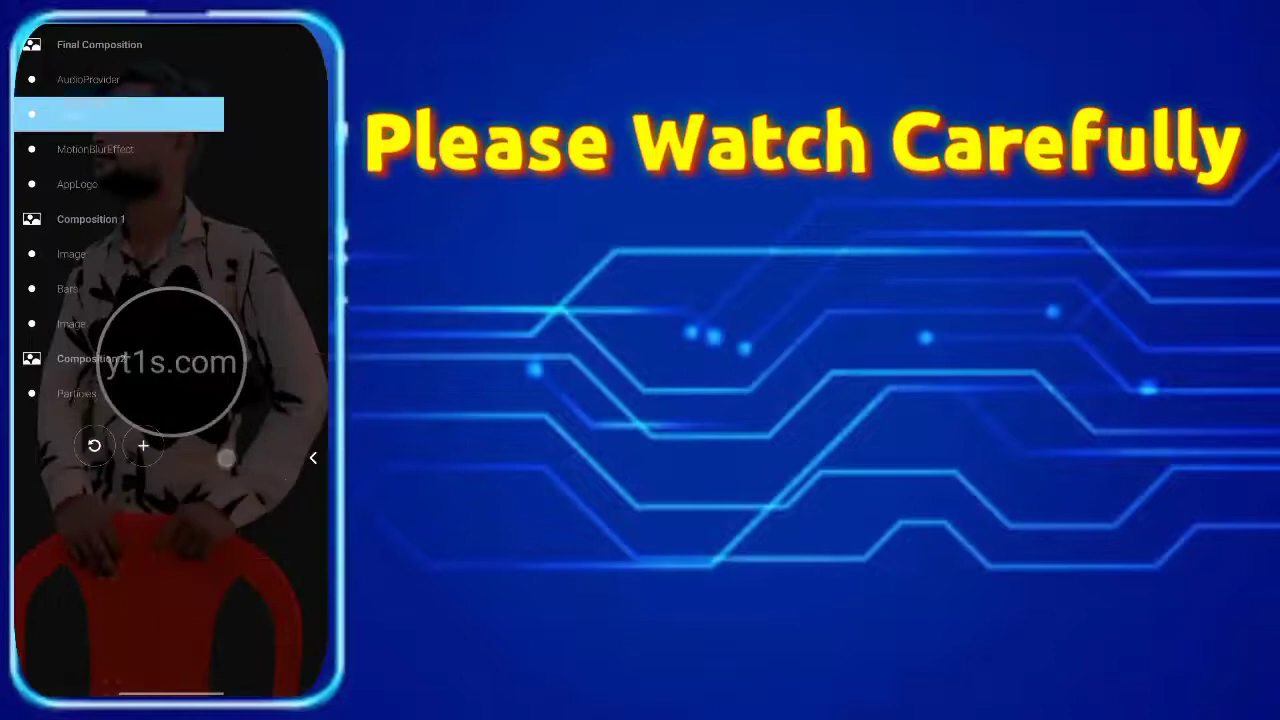 Final Composition
AudioProvider
MotionBlurEffect
AppLogo
Composition 1
Image
Bars
Image
Composition 2
Particles
yt1s.com
Please Watch Carefully